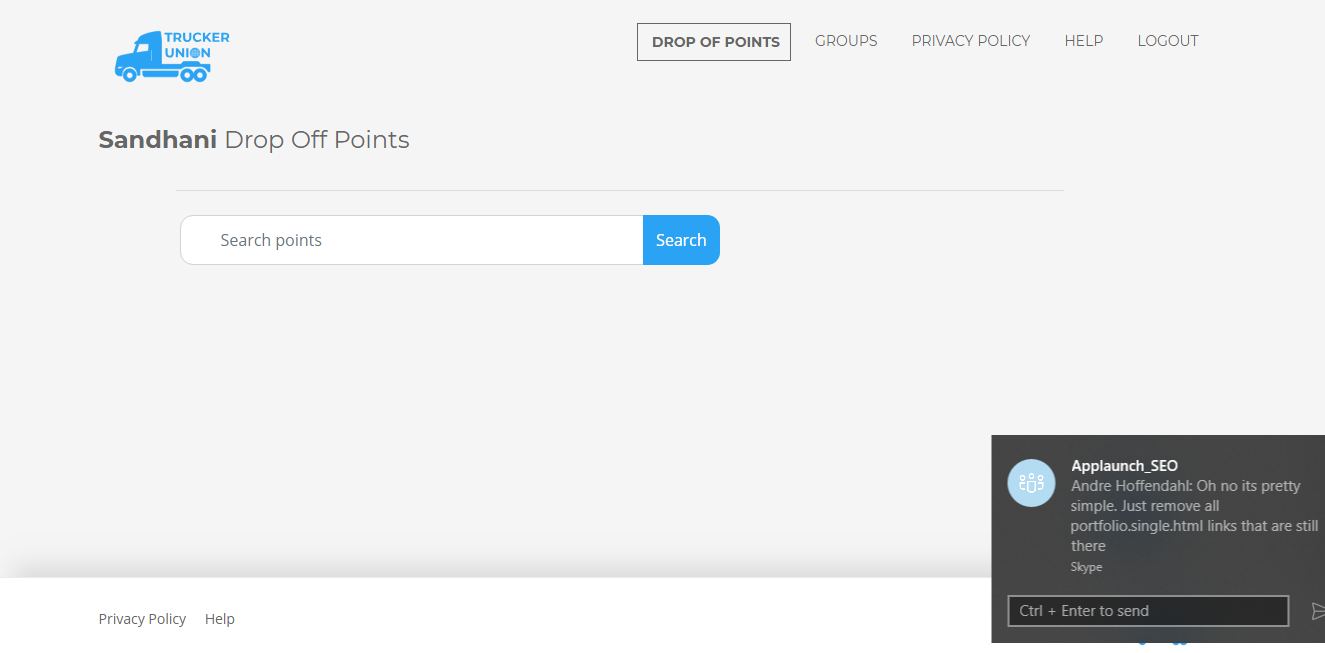 TRUCKER
UNION
DROP OF POINTS
GROUPS
PRIVACY POLICY
HELP
LOGOUT
Sandhani Drop Off Points
Search points
Search
Applaunch_SEO
Andre Hoffendahl: Oh no its pretty
simple. Just remove all
portfolio.single.html links that are still
there
Skype
Ctrl + Enter to send
Privacy Policy
Help